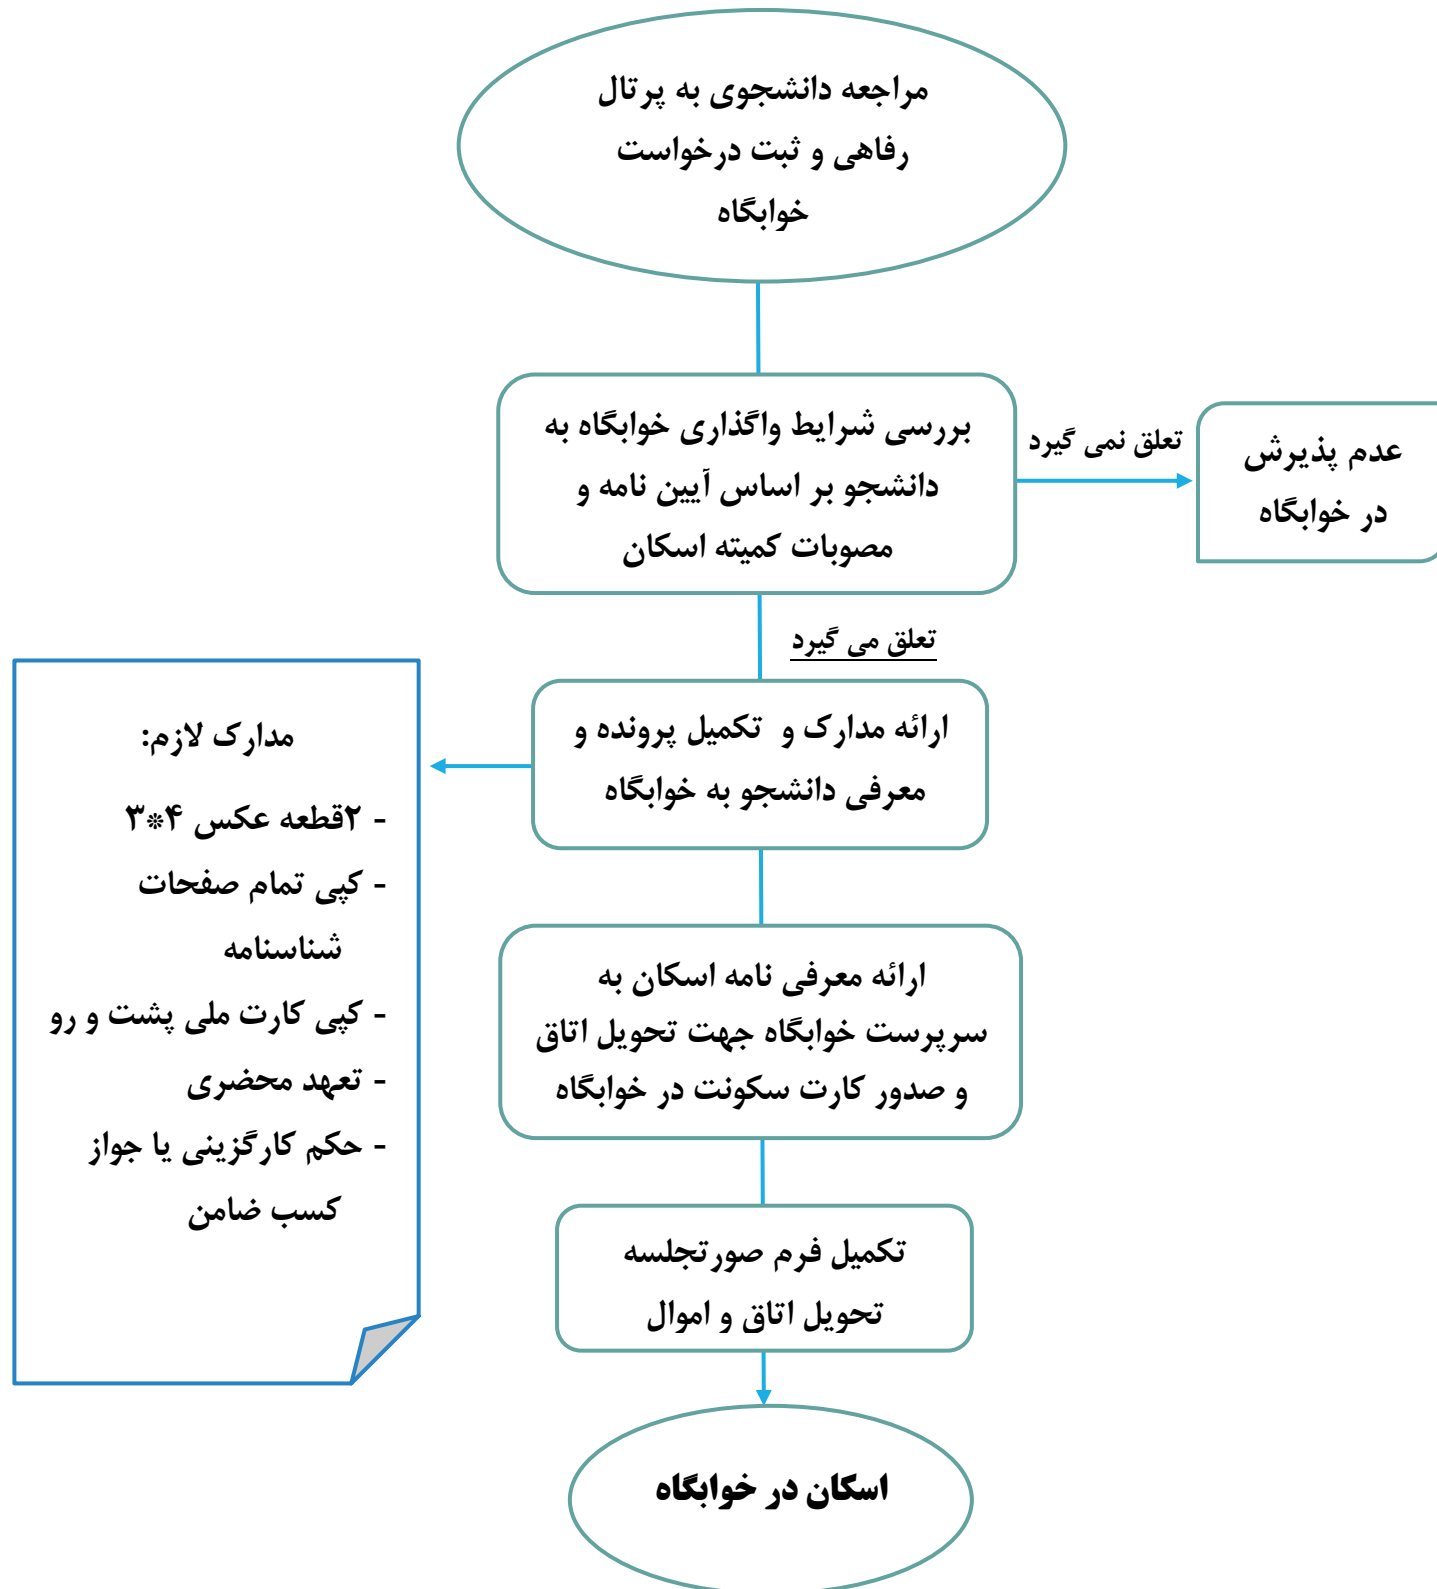 مراجعه دانشجوی به پرتال
رفاهی و ثبت درخواست
خوابگاه
بررسی شرایط واگذاری خوابگاه به
دانشجو بر اساس آیین نامه و
مصوبات کمیته اسکان
تعلق نمی گیرد
عدم پذیرش
در خوابگاه
تعلق می گیرد
ارائه مدارک و تکمیل پرونده و
معرفی دانشجو به خوابگاه
مدارک لازم:
- ۲قطعه عکس ۴*۳
- کپی تمام صفحات
شناسنامه
- کپی کارت ملی پشت و رو
- تعهد محضری
- حکم کارگزینی یا جواز
کسب ضامن
ارائه معرفی نامه اسکان به
سرپرست خوابگاه جهت تحویل اتاق
و صدور کارت سکونت در خوابگاه
تکمیل فرم صورتجلسه
تحویل اتاق و اموال
اسکان در خوابگاه